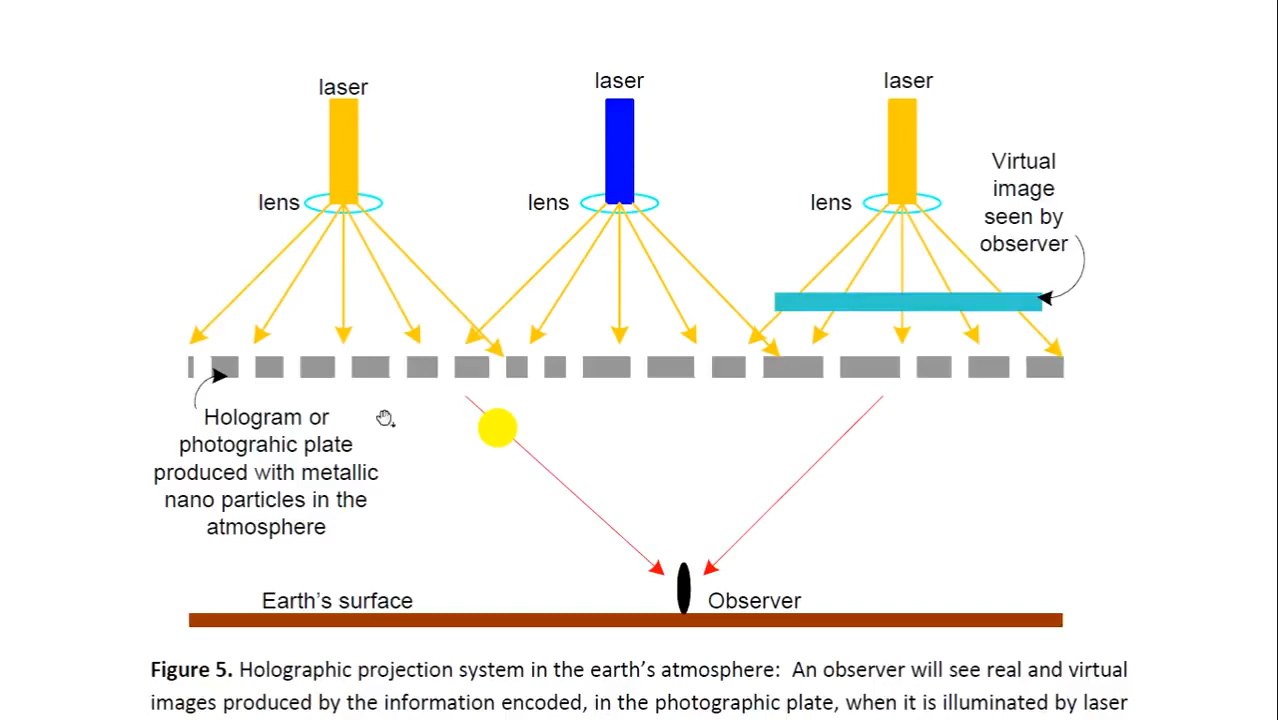 laser
laser
laser
Virtual
image
seen by
observer
lens
lens
lens
Hologram or
photograhic plate
produced with metallic
nano particles in the
atmosphere
Earth's surface
Observer
Figure 5. Holographic projection system in the earth's atmosphere: An observer will see real and virtual
images produced by the information encoded, in the photographic plate, when it is illuminated by laser